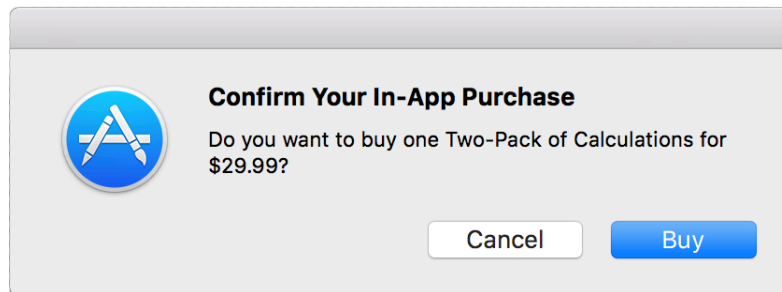 Confirm Your In-App Purchase
Do you want to buy one Two-Pack of Calculations for
$29.99?
Cancel Buy